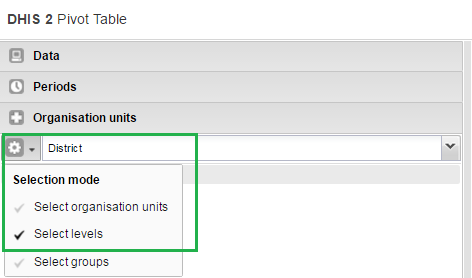 DHIS 2 Pivot Table
Data
Periods
Organisation units
District
Selection mode
Select organisation units
Select levels
Select groups